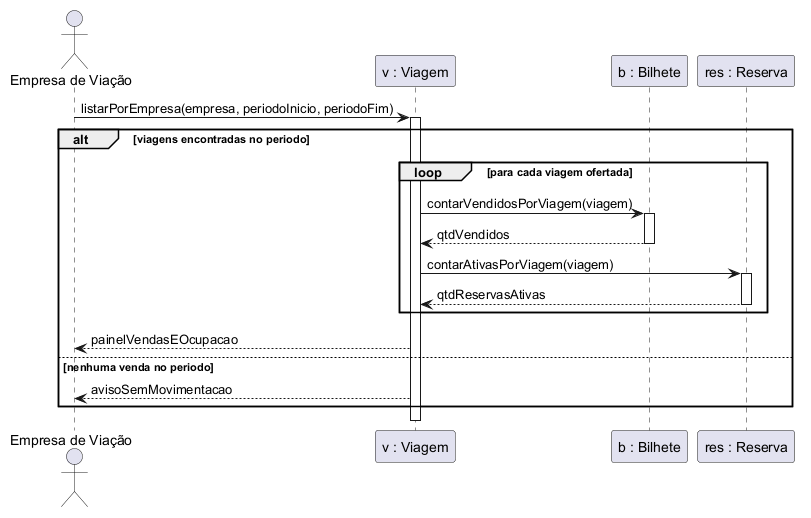 Empresa de Viação
v : Viagem
b : Bilhete
res : Reserva
listarPorEmpresa(empresa, periodoInicio, periodoFim)
alt [viagens encontradas no periodo]
loop [para cada viagem ofertada]
contarVendidosPorViagem(viagem)
qtdVendidos
contarAtivasPorViagem(viagem)
qtdReservasAtivas
painelVendasEOcupacao
[nenhuma venda no periodo]
avisoSemMovimentacao
Empresa de Viação
v : Viagem
b : Bilhete
res : Reserva